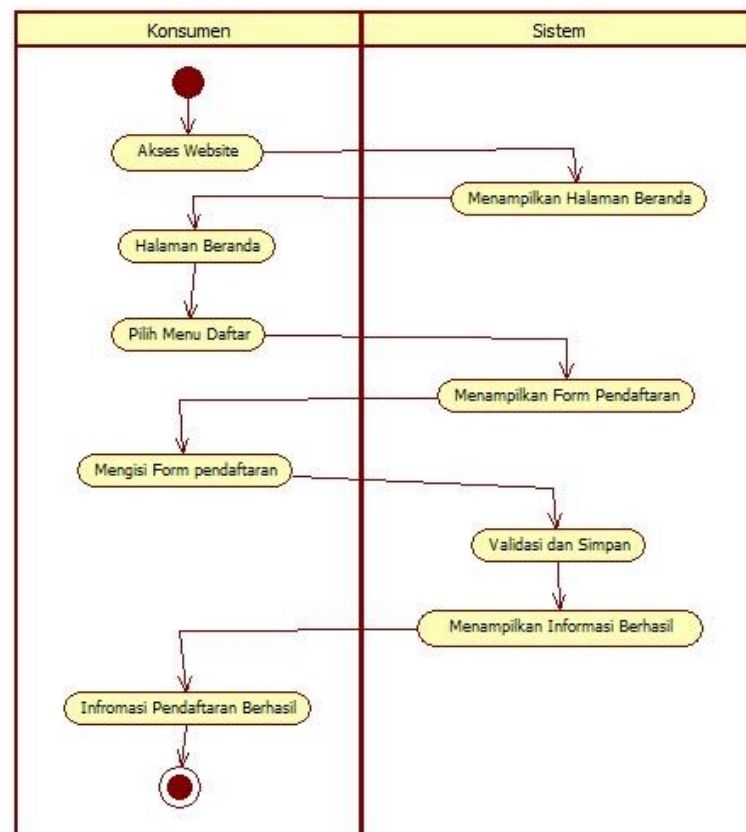 Konsumen
Sistem
Akses Website
Menampilkan Halaman Beranda
Halaman Beranda
Pilih Menu Daftar
Menampilkan Form Pendaftaran
Mengisi Form pendaftaran
Validasi dan Simpan
Menampilkan Informasi Berhasil
Infromasi Pendaftaran Berhasil